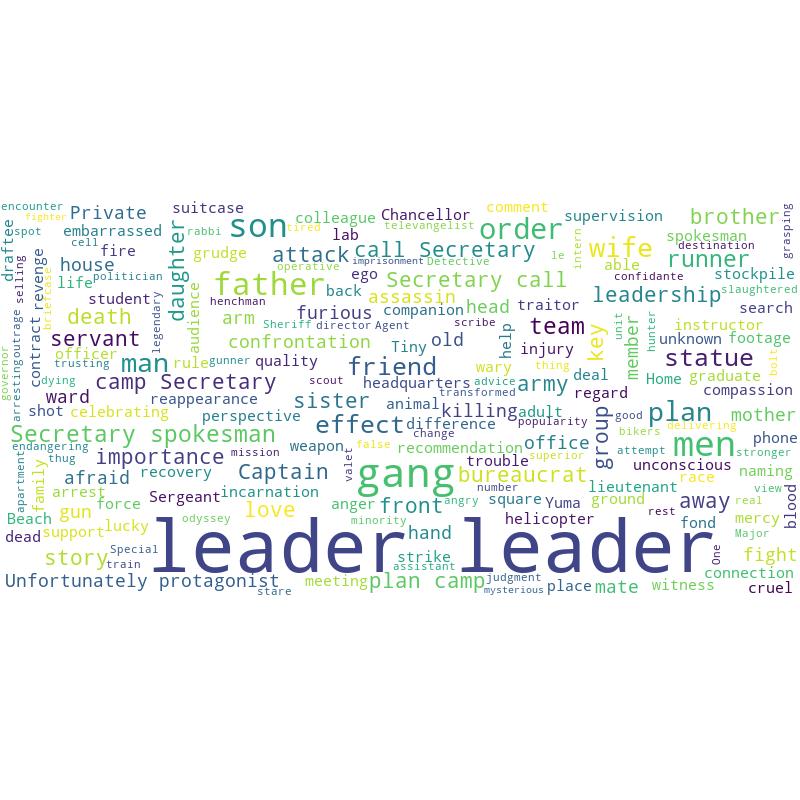 encounter
fighter
Private
suitcase
son
colleague
Chancellor
comment
order
supervision
brother
grasping
draftee
spot
embarrassed
rabbi
tired
televangelist
spokesman
destination
cell
fire
daughter
grudge
lab
attack
call Secretary
intern
le
wife
able
runner
house
operative
imprisonment
Detective
confidante
selling
revenge
life
politician
father
back
ego
Secretary call
stockpile
slaughtered
briefcase
student
legendary
audience
henchman
assassin
leadership
search
death
arm
furious
companion
head
traitor
governor
arresting
outrage
contract
servant
officer
confrontation
Sheriff
director
Agent
scribe
help
team
key
member
unit
hunter
instructor
unknown
footage
trusting
man
rule
gunner
quality
Tiny
old
injury
statue
thug
dying
friend
wary
thing
deal
Home
graduate
bolt
camp Secretary
scout
headquarters
advice
transformed
army
regard
compassion
ward
reappearance
sister
animal
killing
adult
popularity
group
good
plan
mother
shot
celebrating
perspective
effect
difference
office
bikers
delivering
Secretary spokesman
change
attempt
men
phone
stronger
endangering
importance
mission
weapon
false
recommendation
superior
apartment
family
afraid
recovery
Captain
valet
gang
trouble
bureaucrat
unconscious
naming
arrest
force
Sergeant
incarnation
anger
angry
number
lieutenant
race
view
blood
gun
love
front
square
Yuma
ground
away
real
Beach
support
lucky
odyssey
minority
hand
helicopter
rest
fond
mercy
Major
dead
story
Special
train
leader leader
strike
assistant
One
fight
connection
Unfortunately protagonist
stare
meeting
plan camp
judgment
mysterious
place
mate
witness
cruel